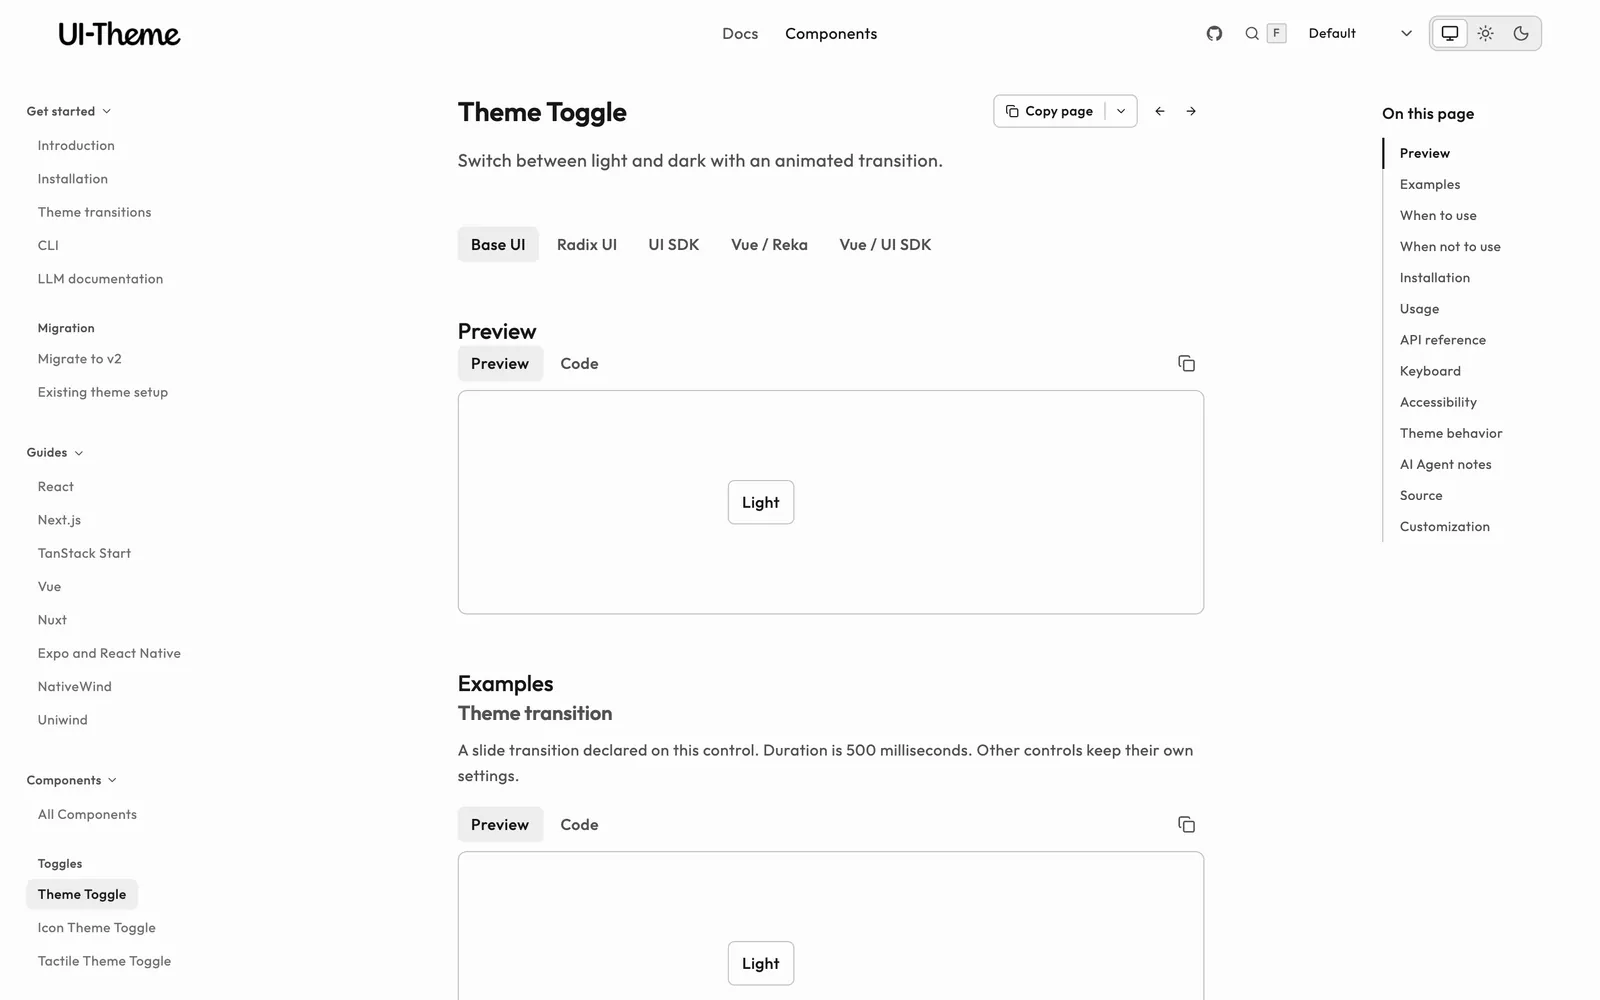 UI-Theme
Docs
Components
F
Default
Get started
Introduction
Installation
Theme transitions
CLI
LLM documentation
Migration
Migrate to v2
Existing theme setup
Guides
React
Next.js
TanStack Start
Vue
Nuxt
Expo and React Native
NativeWind
Uniwind
Components
All Components
Toggles
Theme Toggle
Icon Theme Toggle
Tactile Theme Toggle
Theme Toggle
Copy page
Switch between light and dark with an animated transition.
Base UI
Radix UI
UI SDK
Vue / Reka
Vue / UI SDK
Preview
Preview
Code
Light
Examples
Theme transition
A slide transition declared on this control. Duration is 500 milliseconds. Other controls keep their own
settings.
Preview
Code
Light
On this page
Preview
Examples
When to use
When not to use
Installation
Usage
API reference
Keyboard
Accessibility
Theme behavior
AI Agent notes
Source
Customization